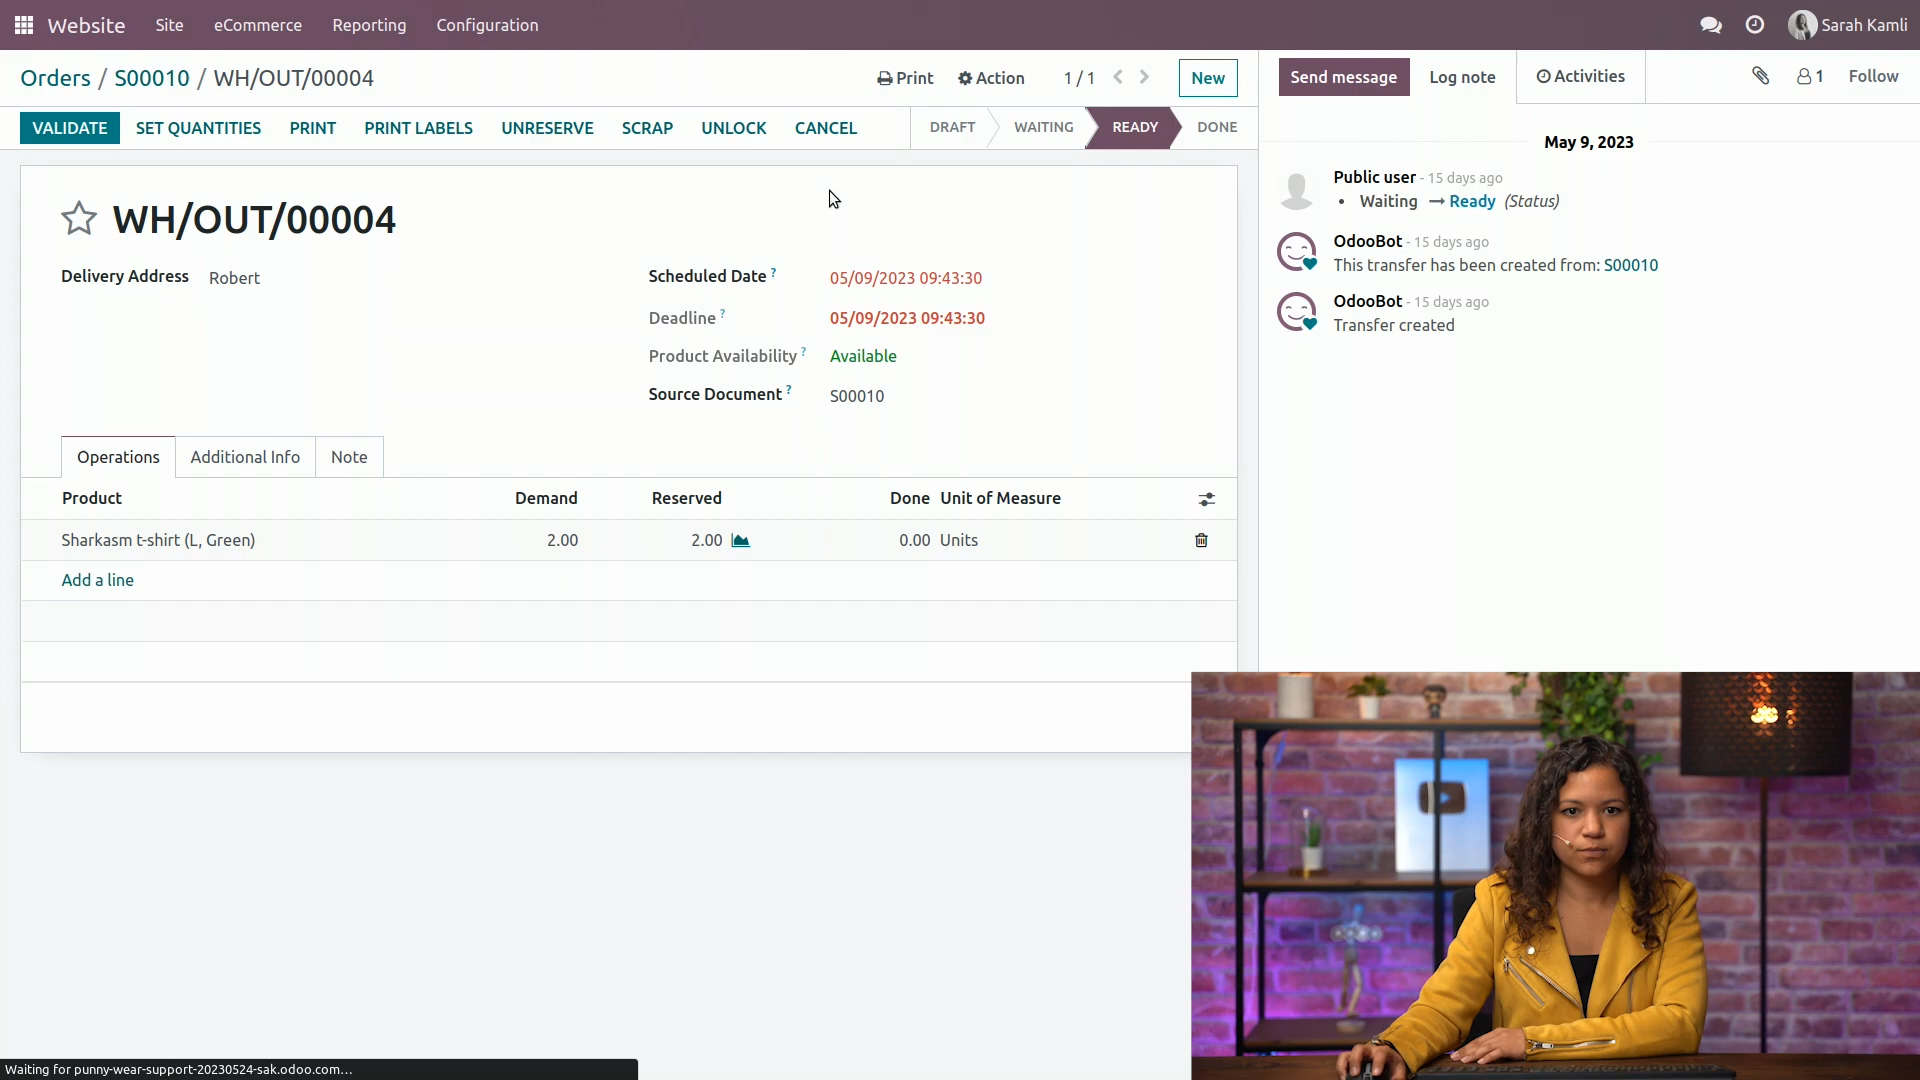 Website Site eCommerce Reporting Configuration Sarah Kamli
Orders / S00010 / WH/OUT/00004 Print Action 1 / 1 New
Send message Log note Activities 1 Follow
VALIDATE SET QUANTITIES PRINT PRINT LABELS UNRESERVE SCRAP UNLOCK CANCEL DRAFT WAITING READY DONE
WH/OUT/00004
Delivery Address Robert
Scheduled Date ? 05/09/2023 09:43:30
Deadline ? 05/09/2023 09:43:30
Product Availability ? Available
Source Document ? S00010
Operations Additional Info Note
Product Demand Reserved Done Unit of Measure
Sharkasm t-shirt (L, Green) 2.00 2.00 0.00 Units
Add a line
May 9, 2023
Public user - 15 days ago
• Waiting → Ready (Status)
OdooBot - 15 days ago
This transfer has been created from: S00010
OdooBot - 15 days ago
Transfer created
Waiting for punny-wear-support-20230524-sak.odoo.com...